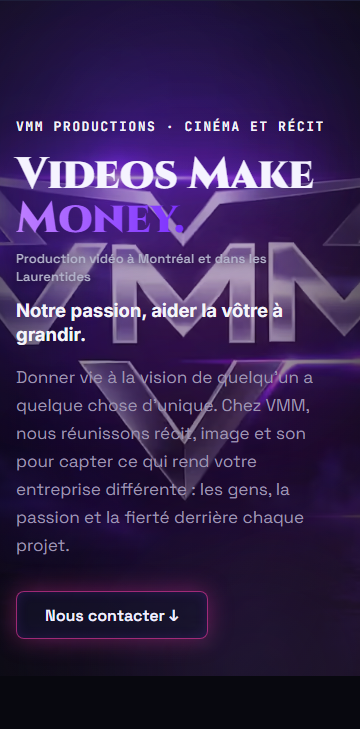 VMM PRODUCTIONS · CINÉMA ET RÉCIT
VIDEOS MAKE
MONEY.
Production vidéo à Montréal et dans les
Laurentides
Notre passion, aider la vôtre à
grandir.
Donner vie à la vision de quelqu'un a
quelque chose d'unique. Chez VMM,
nous réunissons récit, image et son
pour capter ce qui rend votre
entreprise différente : les gens, la
passion et la fierté derrière chaque
projet.
Nous contacter ↓
VMM